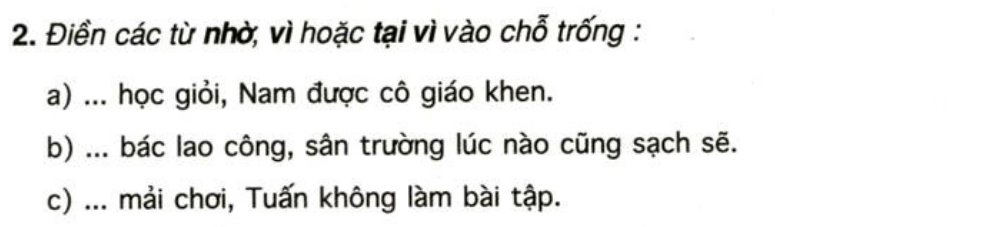 2. Điền các từ nhờ, vì hoặc tại vì vào chỗ trống :
a) ... học giỏi, Nam được cô giáo khen.
b) ... bác lao công, sân trường lúc nào cũng sạch sẽ.
c) ... mải chơi, Tuấn không làm bài tập.